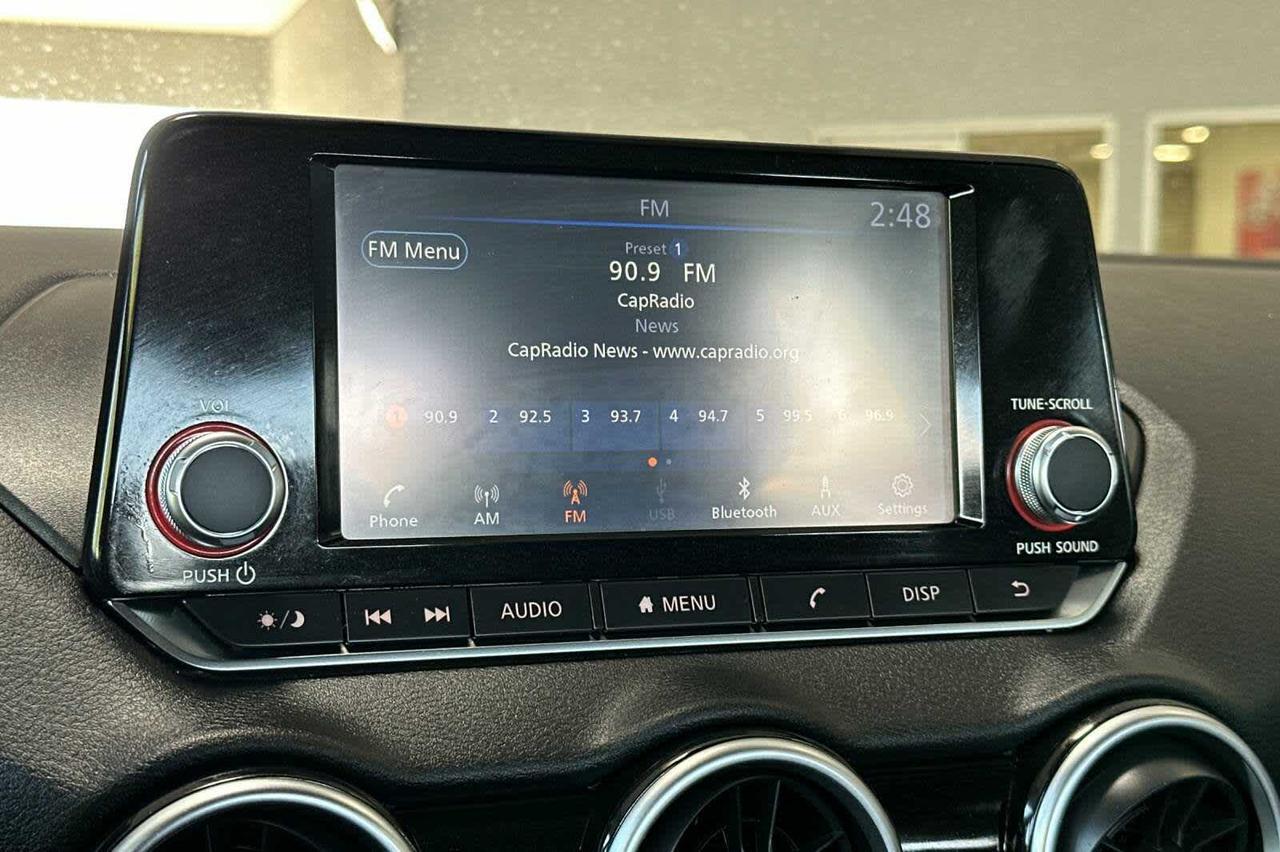 FM
2:48
FM Menu
Preset 1
90.9 FM
CapRadio
News
CapRadio News - www.capradio.org
1 90.9 2 92.5 3 93.7 4 94.7 5 99.5 6 96.9
Phone AM FM USB Bluetooth AUX Settings
VOL
PUSH
TUNE·SCROLL
PUSH SOUND
AUDIO MENU DISP